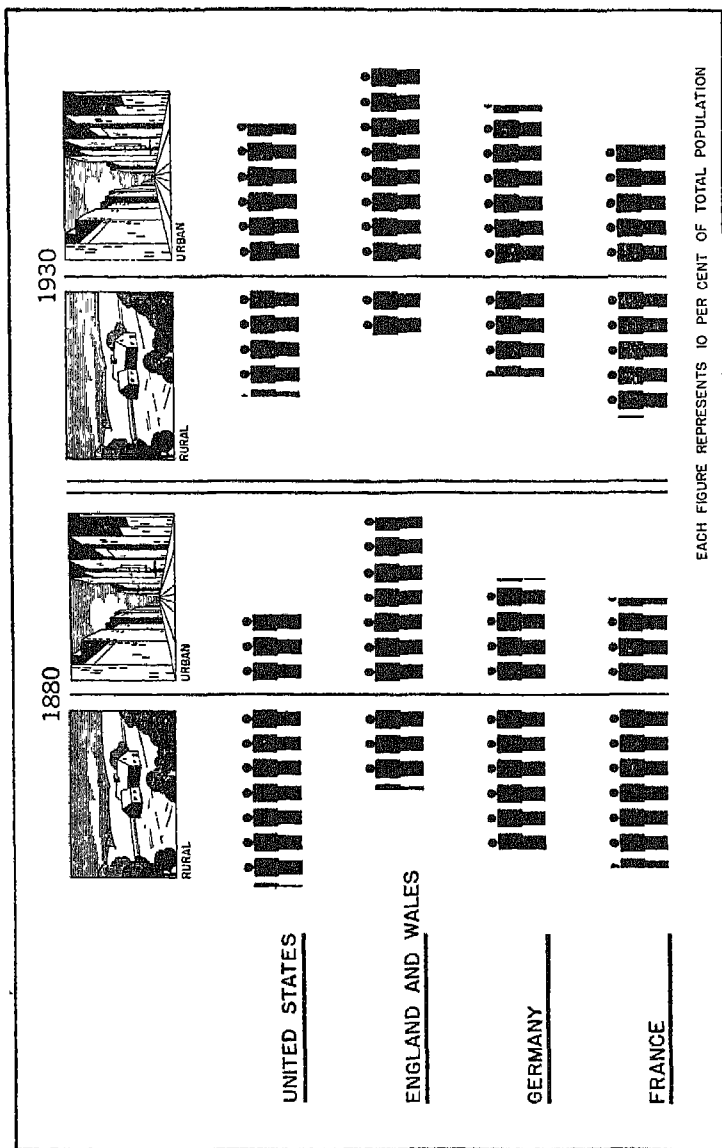 1880
1930
RURAL
URBAN
RURAL
URBAN
UNITED STATES
ENGLAND AND WALES
GERMANY
FRANCE
EACH FIGURE REPRESENTS 10 PER CENT OF TOTAL POPULATION